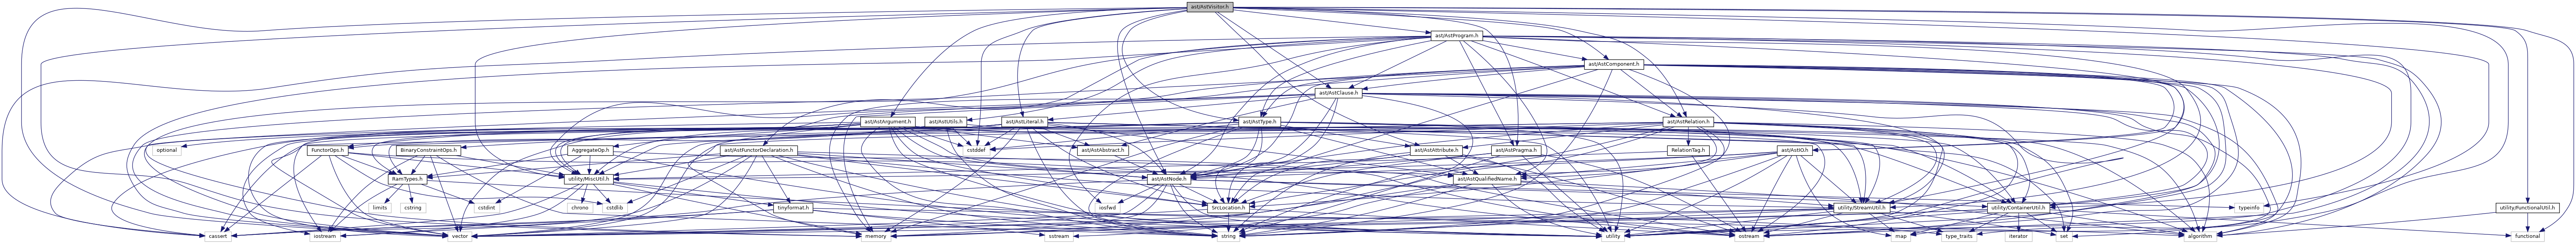 ast/AstVisitor.h
ast/AstProgram.h
ast/AstComponent.h
ast/AstClause.h
ast/AstArgument.h
ast/AstUtils.h
ast/AstLiteral.h
ast/AstType.h
ast/AstRelation.h
optional
FunctorOps.h
BinaryConstraintOps.h
AggregateOp.h
ast/AstFunctorDeclaration.h
cstddef
ast/AstAbstract.h
ast/AstAttribute.h
ast/AstPragma.h
RelationTag.h
ast/AstIO.h
RamTypes.h
utility/MiscUtil.h
ast/AstNode.h
ast/AstQualifiedName.h
limits
cstring
cstdint
chrono
cstdlib
tinyformat.h
iosfwd
SrcLocation.h
utility/StreamUtil.h
utility/ContainerUtil.h
typeinfo
utility/FunctionalUtil.h
cassert
iostream
vector
memory
sstream
string
utility
ostream
map
type_traits
iterator
set
algorithm
functional